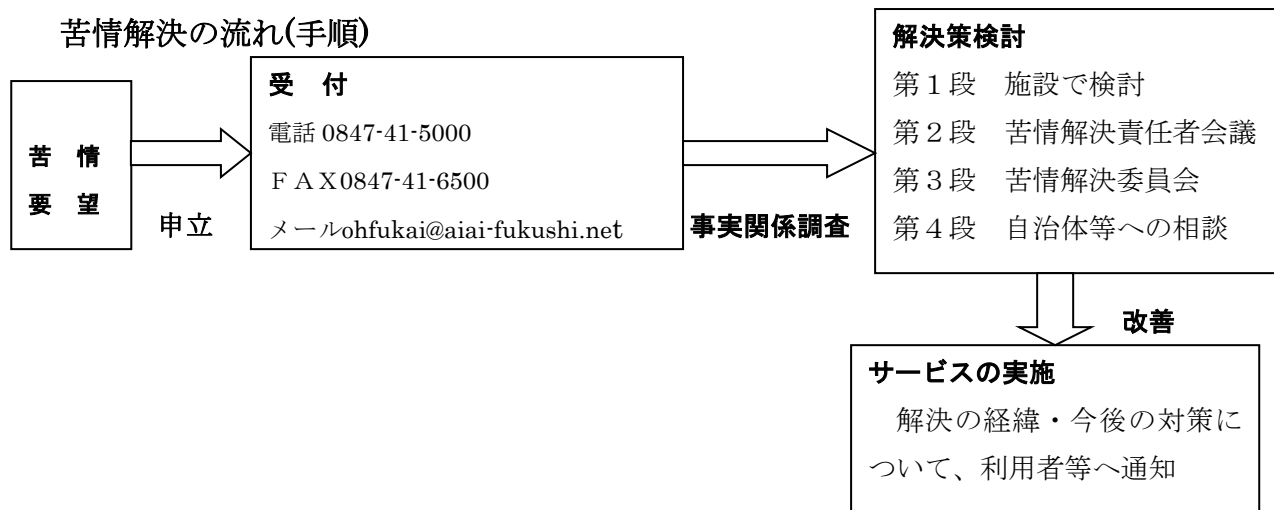 苦情解決の流れ(手順)
苦 情
要 望
申立
受 付
電話 0847-41-5000
ＦＡＸ0847-41-6500
メールohfukai@aiai-fukushi.net
事実関係調査
解決策検討
第１段 施設で検討
第２段 苦情解決責任者会議
第３段 苦情解決委員会
第４段 自治体等への相談
改善
サービスの実施
解決の経緯・今後の対策に
ついて、利用者等へ通知